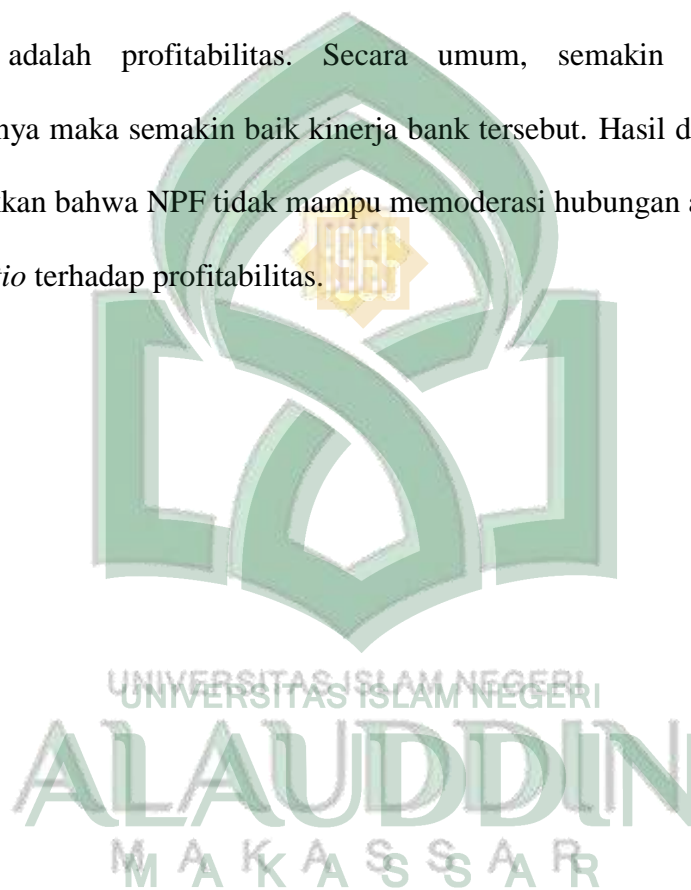 adalah profitabilitas. Secara umum, semakin
nya maka semakin baik kinerja bank tersebut. Hasil d
kan bahwa NPF tidak mampu memoderasi hubungan a
tio terhadap profitabilitas.
UNIVERSITAS ISLAM NEGERI
ALAUDDIN
MAKASSAR